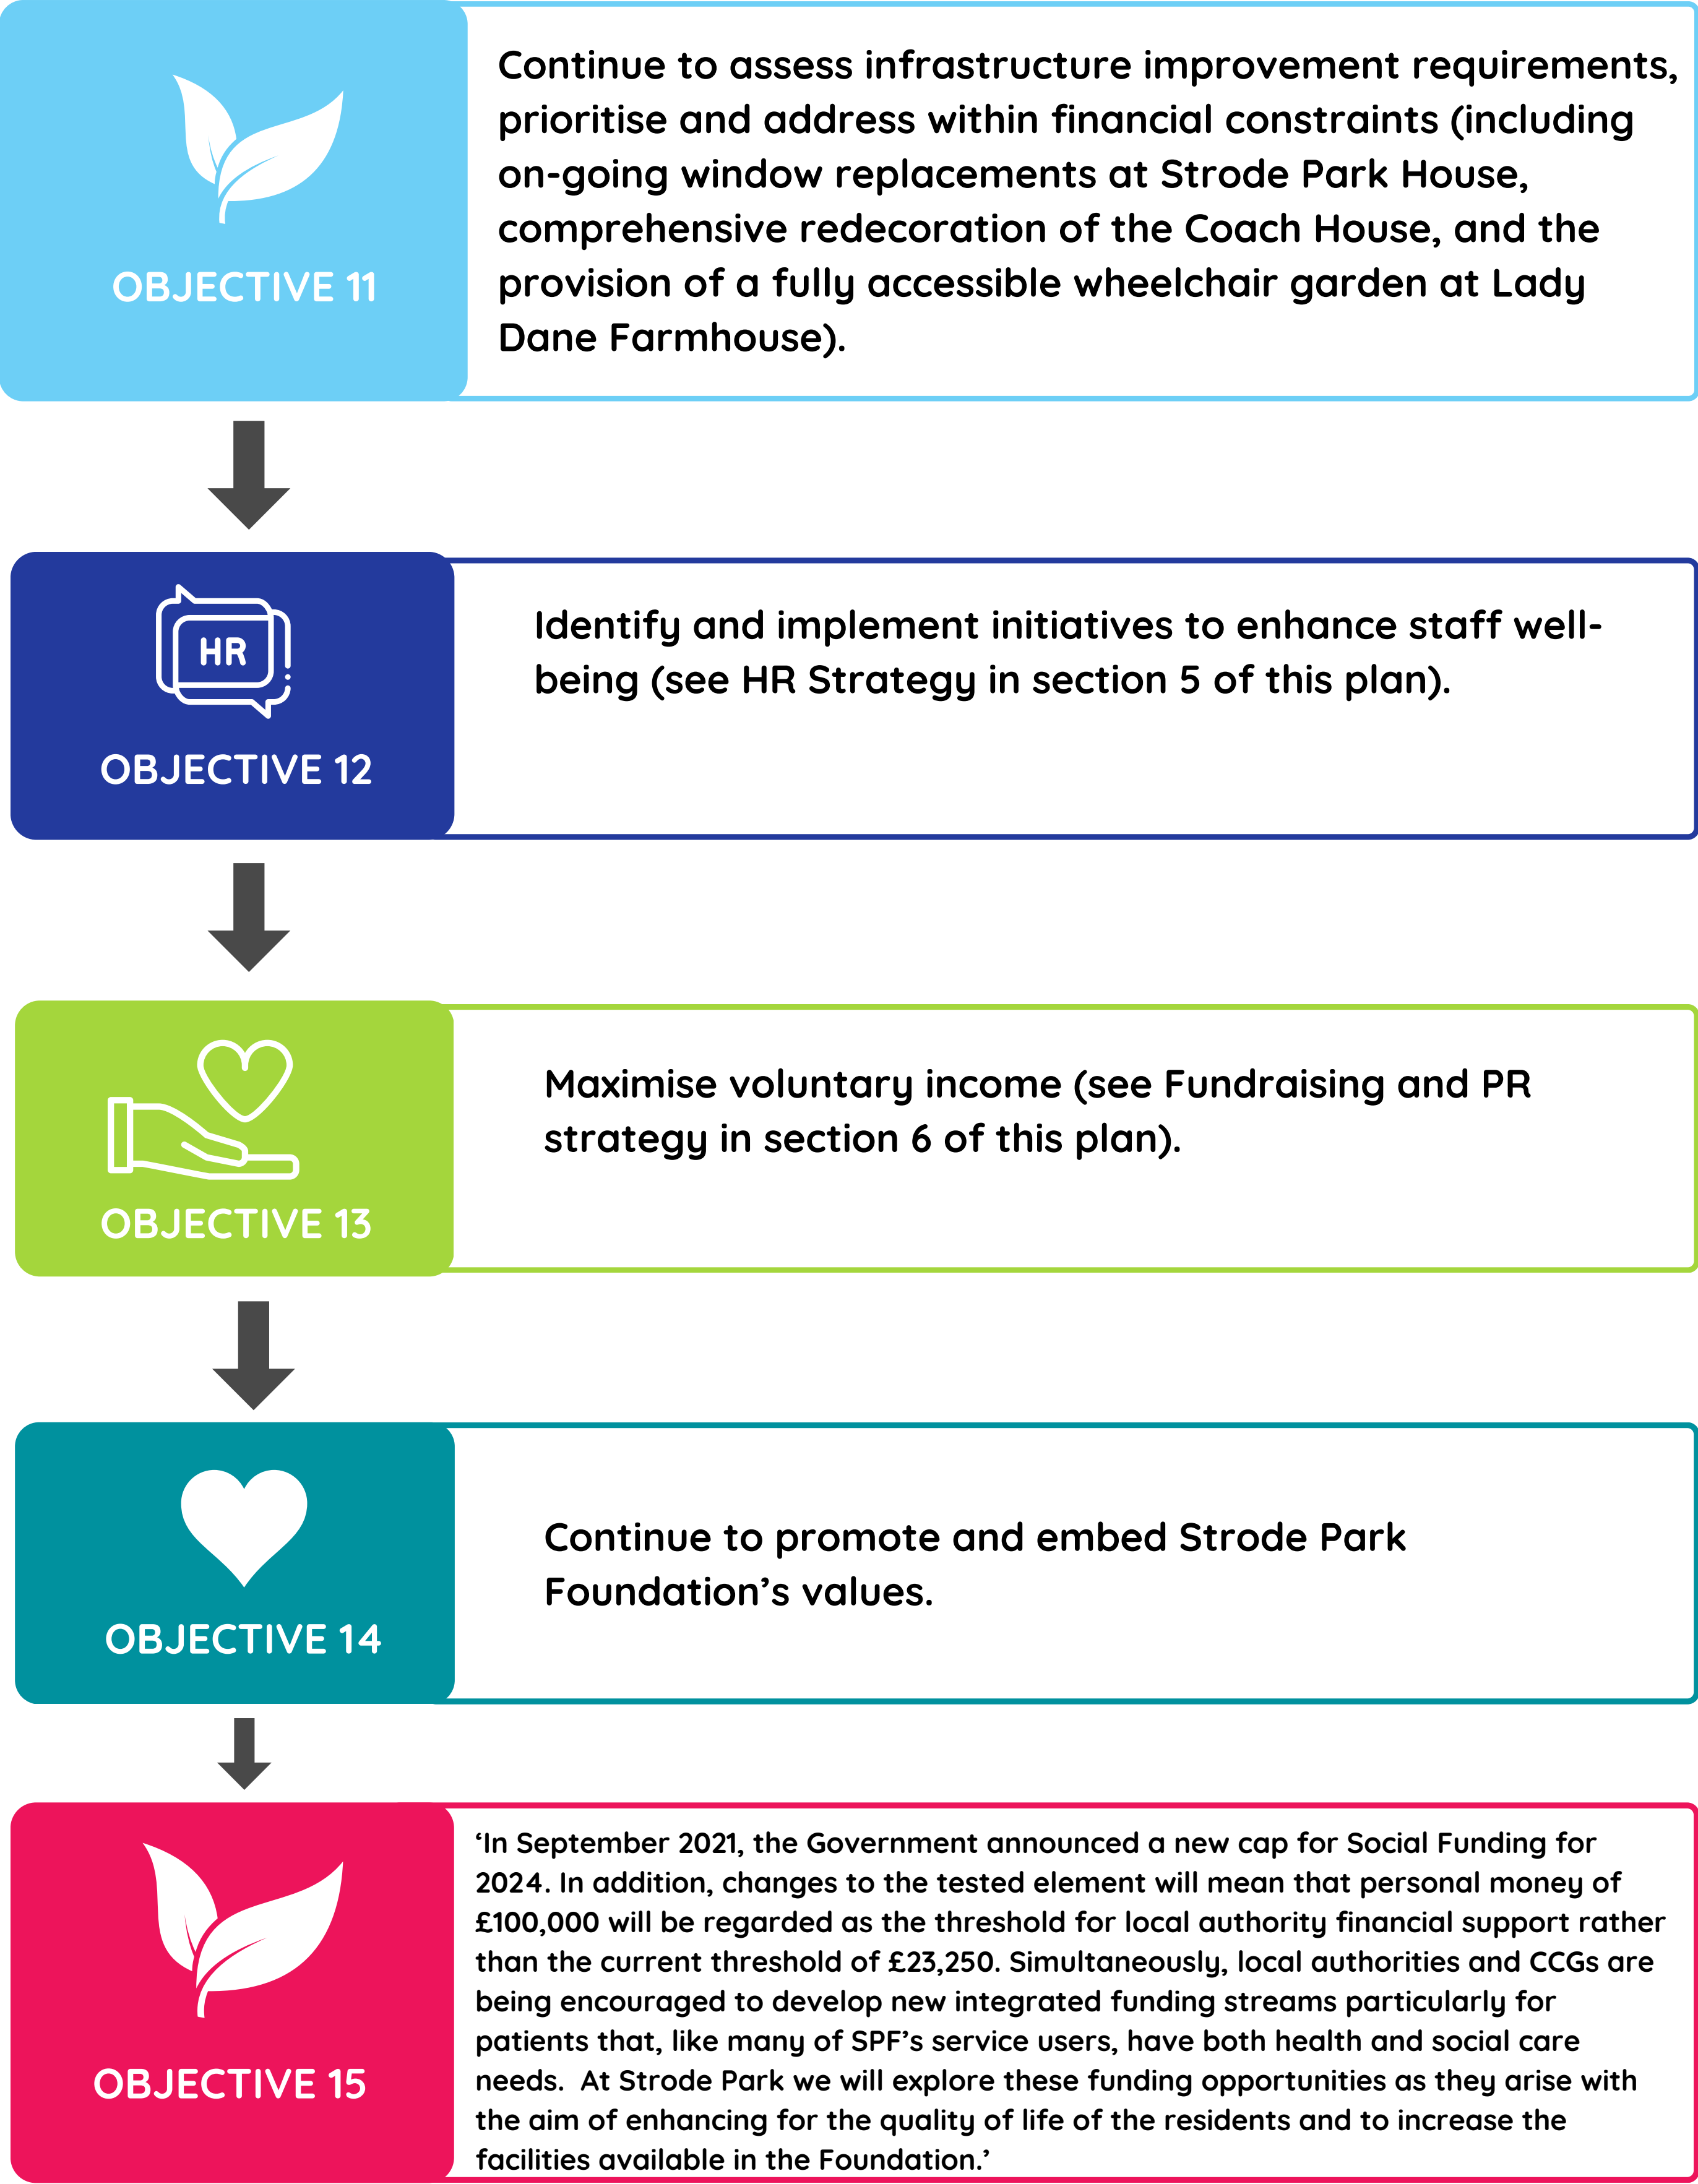 Continue to assess infrastructure improvement requirements,
prioritise and address within financial constraints (including
on-going window replacements at Strode Park House,
comprehensive redecoration of the Coach House, and the
provision of a fully accessible wheelchair garden at Lady
Dane Farmhouse).
OBJECTIVE 11
HR
Identify and implement initiatives to enhance staff well-
being (see HR Strategy in section 5 of this plan).
OBJECTIVE 12
Maximise voluntary income (see Fundraising and PR
strategy in section 6 of this plan).
OBJECTIVE 13
Continue to promote and embed Strode Park
Foundation’s values.
OBJECTIVE 14
‘In September 2021, the Government announced a new cap for Social Funding for
2024. In addition, changes to the tested element will mean that personal money of
£100,000 will be regarded as the threshold for local authority financial support rather
than the current threshold of £23,250. Simultaneously, local authorities and CCGs are
being encouraged to develop new integrated funding streams particularly for
patients that, like many of SPF’s service users, have both health and social care
needs.  At Strode Park we will explore these funding opportunities as they arise with
the aim of enhancing for the quality of life of the residents and to increase the
facilities available in the Foundation.’
OBJECTIVE 15